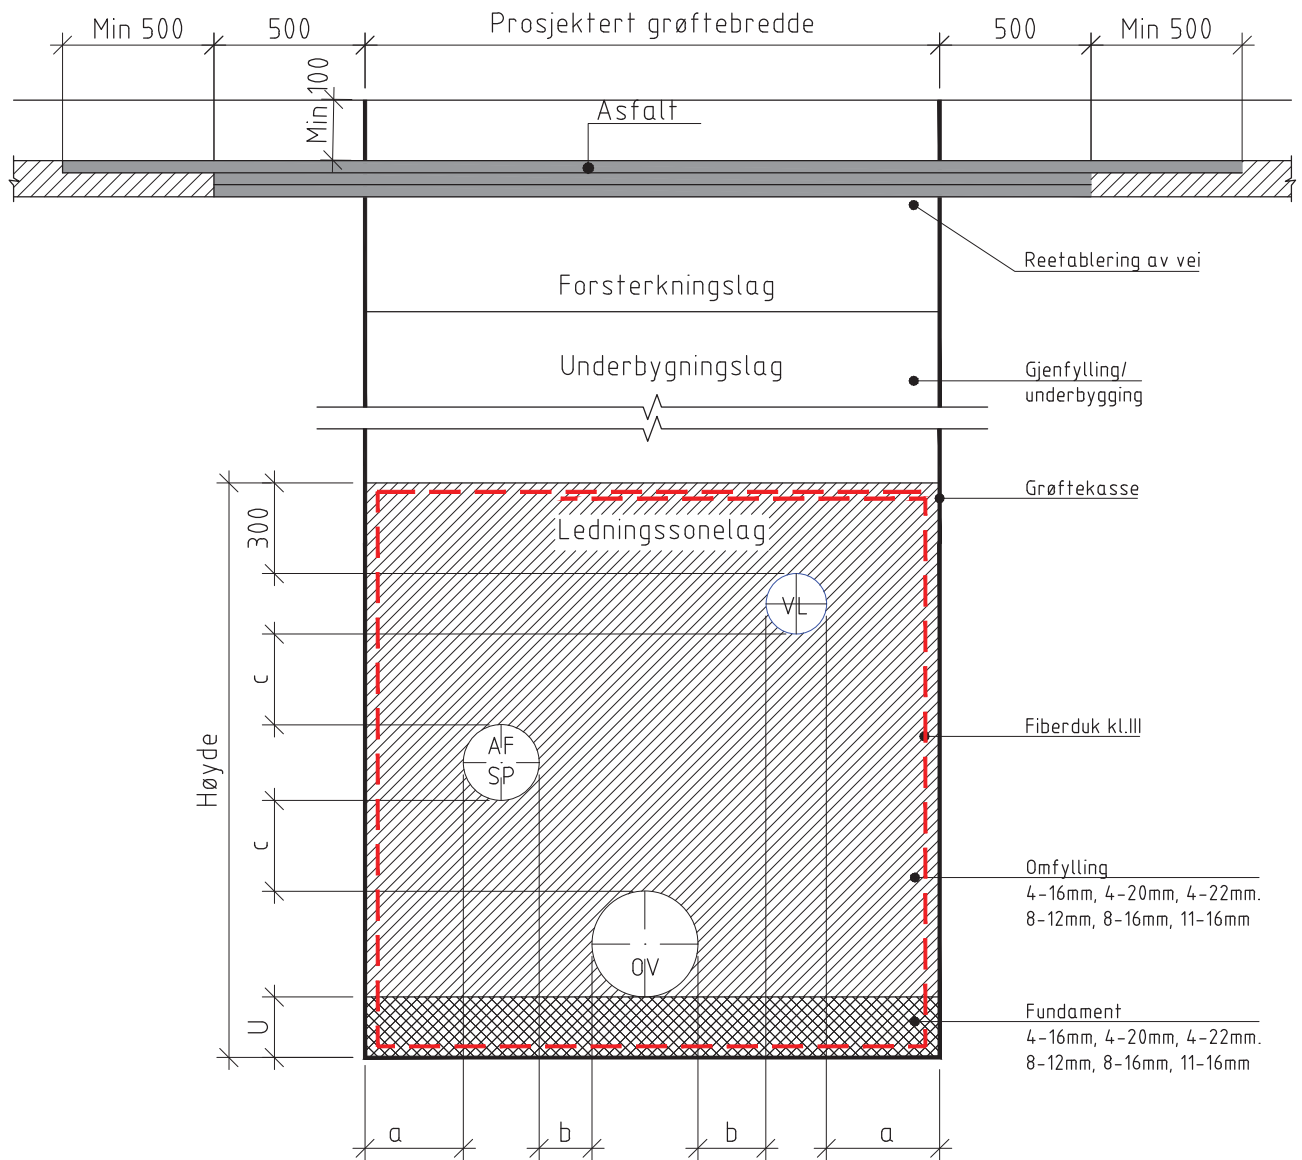 Min 500
500
Prosjektert grøftebredde
500
Min 500
Min 100
Asfalt
Reetablering av vei
Forsterkningslag
Underbygningslag
Gjenfylling/
underbygging
Grøftekasse
300
Ledningssonelag
VL
c
AF
SP
Fiberduk kl.III
Høyde
c
Omfylling
4-16mm, 4-20mm, 4-22mm.
8-12mm, 8-16mm, 11-16mm
OV
U
Fundament
4-16mm, 4-20mm, 4-22mm.
8-12mm, 8-16mm, 11-16mm
a
b
b
a